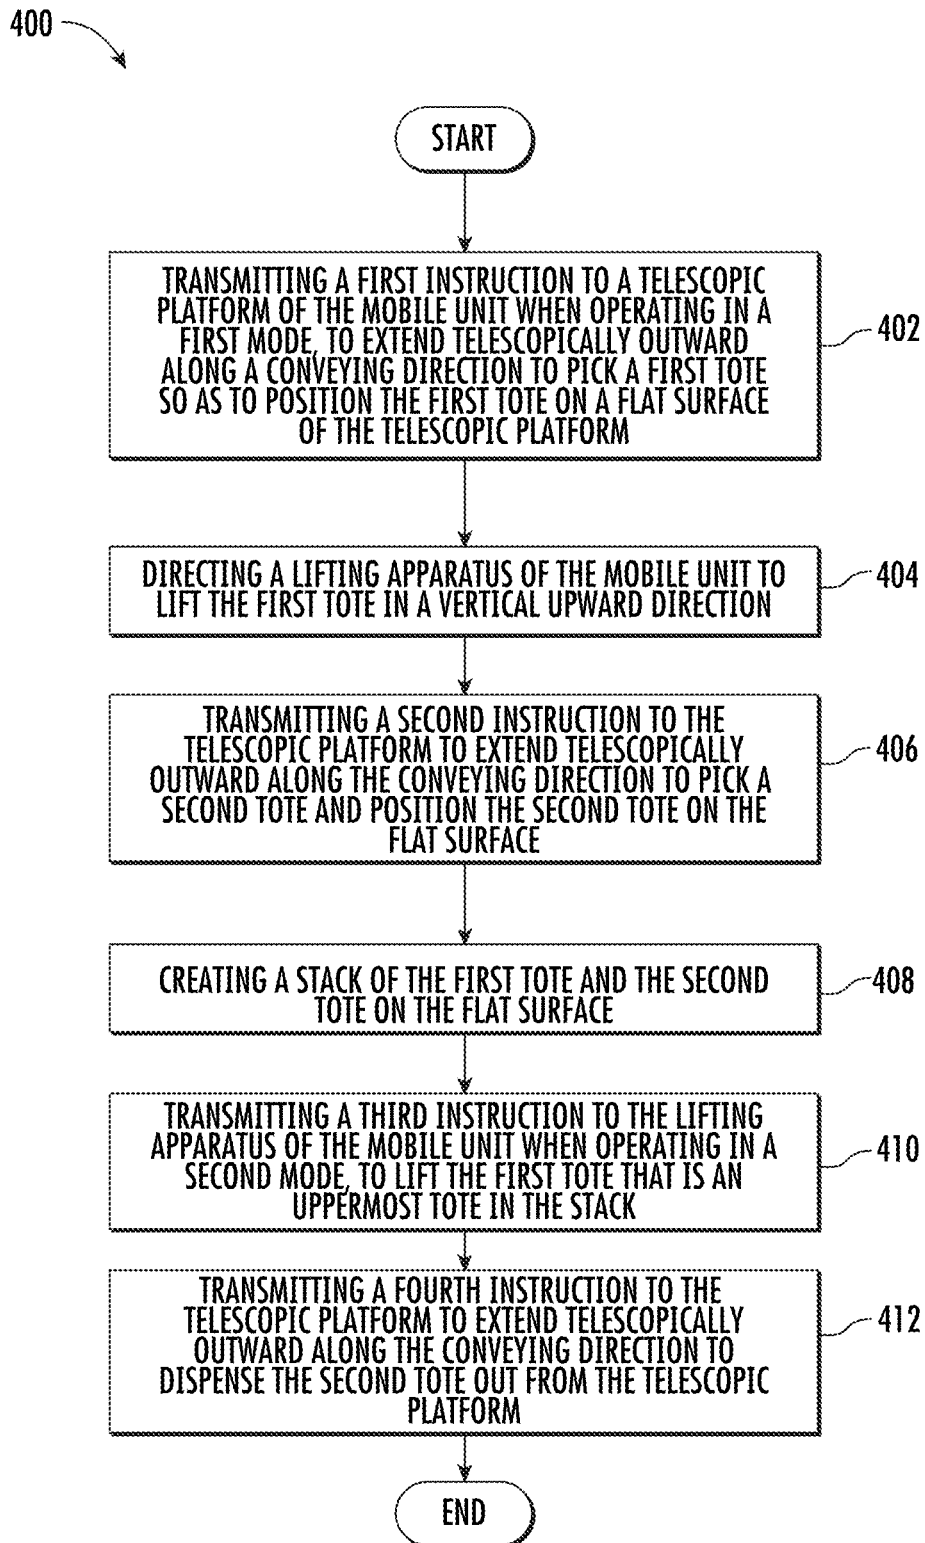 400
START
TRANSMITTING A FIRST INSTRUCTION TO A TELESCOPIC
PLATFORM OF THE MOBILE UNIT WHEN OPERATING IN A
FIRST MODE, TO EXTEND TELESCOPICALLY OUTWARD
ALONG A CONVEYING DIRECTION TO PICK A FIRST TOTE
SO AS TO POSITION THE FIRST TOTE ON A FLAT SURFACE
OF THE TELESCOPIC PLATFORM
402
DIRECTING A LIFTING APPARATUS OF THE MOBILE UNIT TO
LIFT THE FIRST TOTE IN A VERTICAL UPWARD DIRECTION
404
TRANSMITTING A SECOND INSTRUCTION TO THE
TELESCOPIC PLATFORM TO EXTEND TELESCOPICALLY
OUTWARD ALONG THE CONVEYING DIRECTION TO PICK A
SECOND TOTE AND POSITION THE SECOND TOTE ON THE
FLAT SURFACE
406
CREATING A STACK OF THE FIRST TOTE AND THE SECOND
TOTE ON THE FLAT SURFACE
408
TRANSMITTING A THIRD INSTRUCTION TO THE LIFTING
APPARATUS OF THE MOBILE UNIT WHEN OPERATING IN A
SECOND MODE, TO LIFT THE FIRST TOTE THAT IS AN
UPPERMOST TOTE IN THE STACK
410
TRANSMITTING A FOURTH INSTRUCTION TO THE
TELESCOPIC PLATFORM TO EXTEND TELESCOPICALLY
OUTWARD ALONG THE CONVEYING DIRECTION TO
DISPENSE THE SECOND TOTE OUT FROM THE TELESCOPIC
PLATFORM
412
END